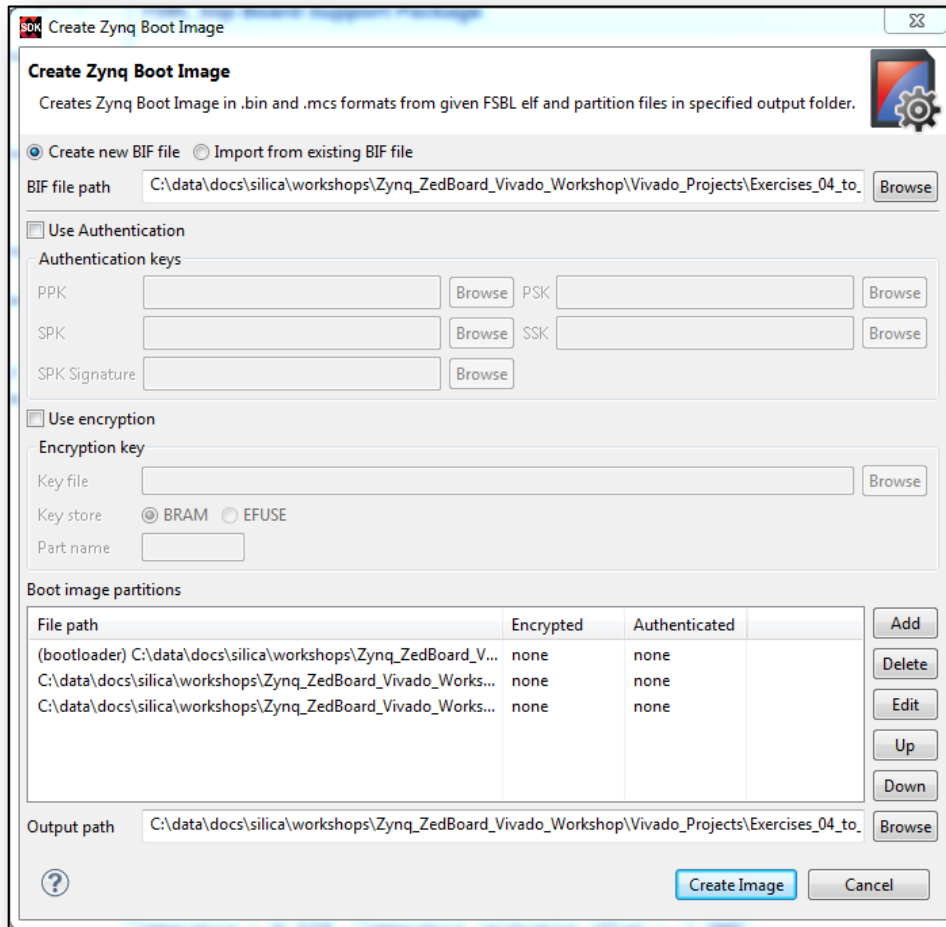 FSBL
Board Support Package
SDK Create Zynq Boot Image
Create Zynq Boot Image
Creates Zynq Boot Image in .bin and .mcs formats from given FSBL elf and partition files in specified output folder.
Create new BIF file Import from existing BIF file
BIF file path C:\data\docs\silica\workshops\Zynq_ZedBoard_Vivado_Workshop\Vivado_Projects\Exercises_04_to_ Browse
Use Authentication
Authentication keys
PPK Browse PSK Browse
SPK Browse SSK Browse
SPK Signature Browse
Use encryption
Encryption key
Key file Browse
Key store BRAM EFUSE
Part name
Boot image partitions
File path Encrypted Authenticated Add
(bootloader) C:\data\docs\silica\workshops\Zynq_ZedBoard_V... none none
Delete
C:\data\docs\silica\workshops\Zynq_ZedBoard_Vivado_Works... none none
C:\data\docs\silica\workshops\Zynq_ZedBoard_Vivado_Works... none none Edit
Up
Down
Output path C:\data\docs\silica\workshops\Zynq_ZedBoard_Vivado_Workshop\Vivado_Projects\Exercises_04_to_ Browse
? Create Image Cancel